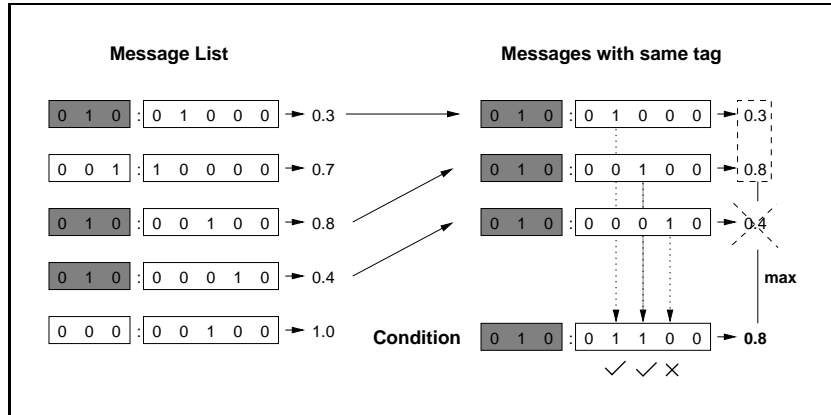 Message List Messages with same tag
0 1 0 : 0 1 0 0 0 0.3 0 1 0 : 0 1 0 0 0 0.3
0 0 1 : 1 0 0 0 0 0.7 0 1 0 : 0 0 1 0 0 0.8
0 1 0 : 0 0 1 0 0 0.8 0 1 0 : 0 0 0 1 0 0.4
0 1 0 : 0 0 0 1 0 0.4 max
0 0 0 : 0 0 1 0 0 1.0 Condition 0 1 0 : 0 1 1 0 0 0.8